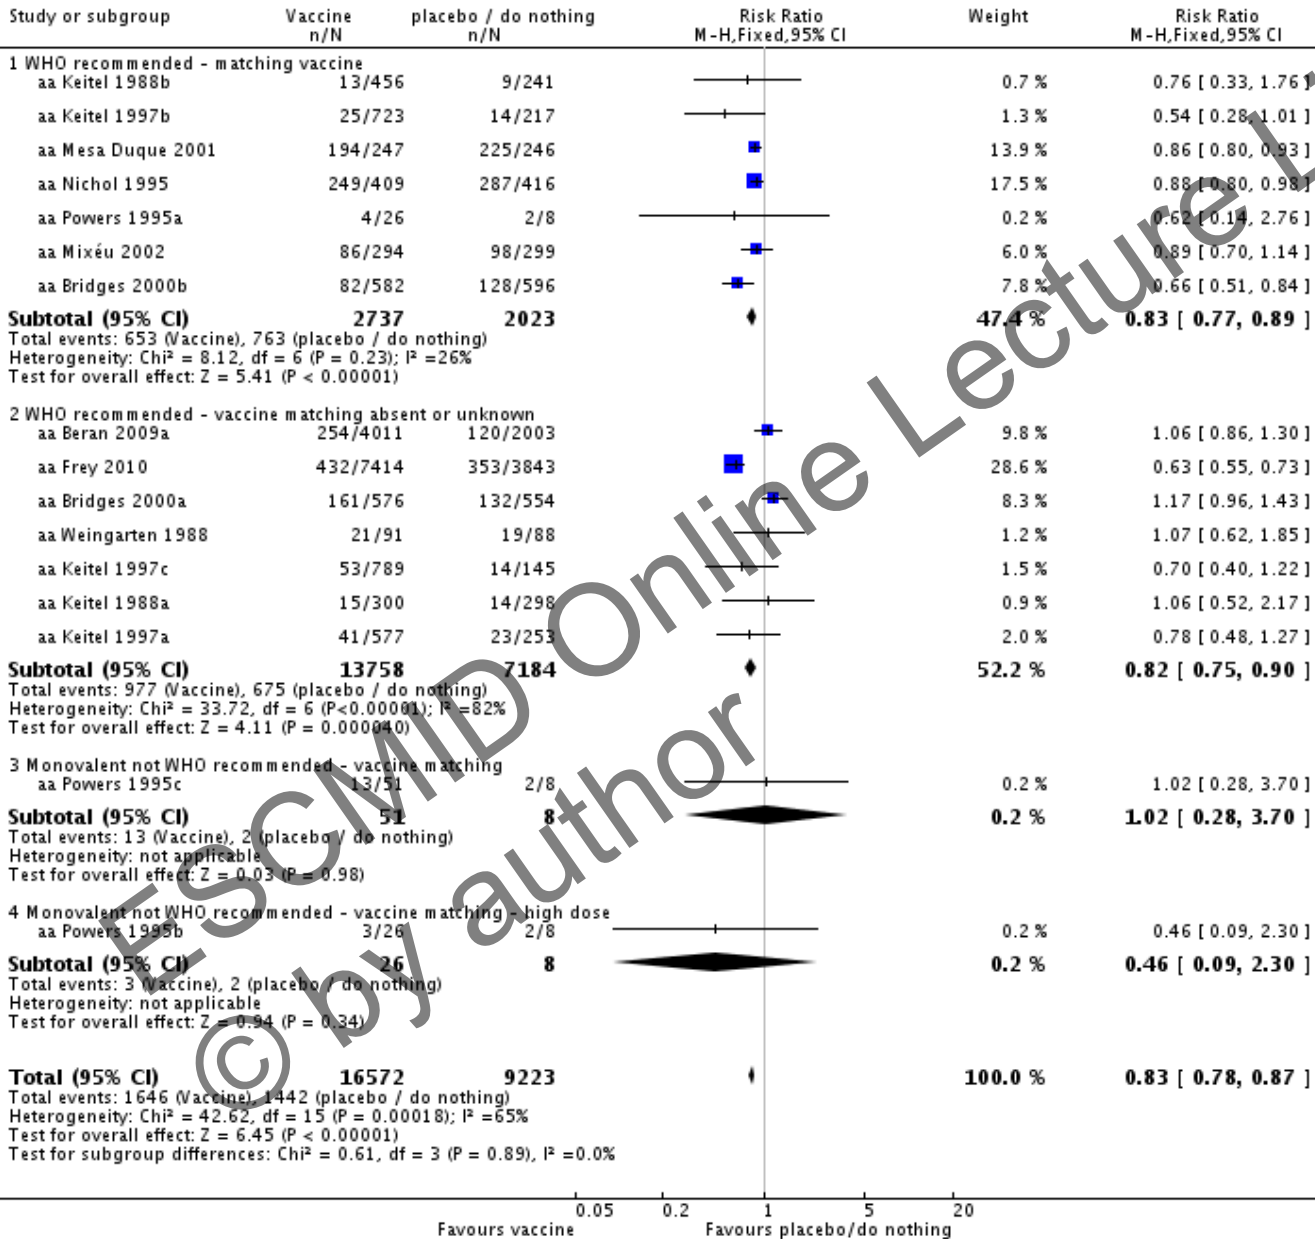 Study or subgroup Vaccine placebo / do nothing Risk Ratio Weight Risk Ratio
n/N n/N M-H,Fixed,95% CI M-H,Fixed,95% CI
1 WHO recommended - matching vaccine
aa Keitel 1988b 13/456 9/241 0.7 % 0.76 [ 0.33, 1.76 ]
aa Keitel 1997b 25/723 14/217 1.3 % 0.54 [ 0.28, 1.01 ]
aa Mesa Duque 2001 194/247 225/246 13.9 % 0.86 [ 0.80, 0.93 ]
aa Nichol 1995 249/409 287/416 17.5 % 0.88 [ 0.80, 0.98 ]
aa Powers 1995a 4/26 2/8 0.2 % 0.62 [ 0.14, 2.76 ]
aa Mixéu 2002 86/294 98/299 6.0 % 0.89 [ 0.70, 1.14 ]
aa Bridges 2000b 82/582 128/596 7.8 % 0.66 [ 0.51, 0.84 ]
Subtotal (95% CI) 2737 2023 47.4 % 0.83 [ 0.77, 0.89 ]
Total events: 653 (Vaccine), 763 (placebo / do nothing)
Heterogeneity: Chi² = 8.12, df = 6 (P = 0.23); I² =26%
Test for overall effect: Z = 5.41 (P < 0.00001)
2 WHO recommended - vaccine matching absent or unknown
aa Beran 2009a 254/4011 120/2003 9.8 % 1.06 [ 0.86, 1.30 ]
aa Frey 2010 432/7414 353/3843 28.6 % 0.63 [ 0.55, 0.73 ]
aa Bridges 2000a 161/576 132/554 8.3 % 1.17 [ 0.96, 1.43 ]
aa Weingarten 1988 21/91 19/88 1.2 % 1.07 [ 0.62, 1.85 ]
aa Keitel 1997c 53/789 14/145 1.5 % 0.70 [ 0.40, 1.22 ]
aa Keitel 1988a 15/300 14/298 0.9 % 1.06 [ 0.52, 2.17 ]
aa Keitel 1997a 41/577 23/253 2.0 % 0.78 [ 0.48, 1.27 ]
Subtotal (95% CI) 13758 7184 52.2 % 0.82 [ 0.75, 0.90 ]
Total events: 977 (Vaccine), 675 (placebo / do nothing)
Heterogeneity: Chi² = 33.72, df = 6 (P<0.00001); I² =82%
Test for overall effect: Z = 4.11 (P = 0.000040)
3 Monovalent not WHO recommended - vaccine matching
aa Powers 1995c 13/51 2/8 0.2 % 1.02 [ 0.28, 3.70 ]
Subtotal (95% CI) 51 8 0.2 % 1.02 [ 0.28, 3.70 ]
Total events: 13 (Vaccine), 2 (placebo / do nothing)
Heterogeneity: not applicable
Test for overall effect: Z = 0.03 (P = 0.98)
4 Monovalent not WHO recommended - vaccine matching - high dose
aa Powers 1995b 3/26 2/8 0.2 % 0.46 [ 0.09, 2.30 ]
Subtotal (95% CI) 26 8 0.2 % 0.46 [ 0.09, 2.30 ]
Total events: 3 (Vaccine), 2 (placebo / do nothing)
Heterogeneity: not applicable
Test for overall effect: Z = 0.94 (P = 0.34)
Total (95% CI) 16572 9223 100.0 % 0.83 [ 0.78, 0.87 ]
Total events: 1646 (Vaccine), 1442 (placebo / do nothing)
Heterogeneity: Chi² = 42.62, df = 15 (P = 0.00018); I² =65%
Test for overall effect: Z = 6.45 (P < 0.00001)
Test for subgroup differences: Chi² = 0.61, df = 3 (P = 0.89), I² =0.0%
0.05 0.2 1 5 20
Favours vaccine Favours placebo/do nothing
ESCMID Online Lecture L
© by author